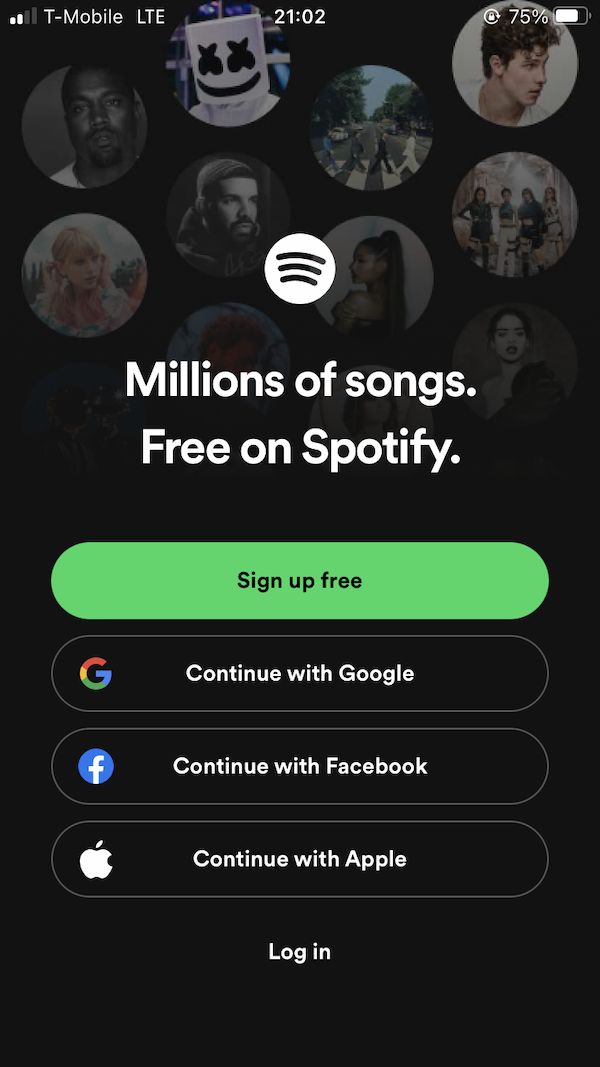 T-Mobile LTE 21:02 75%
Millions of songs.
Free on Spotify.
Sign up free
Continue with Google
Continue with Facebook
Continue with Apple
Log in